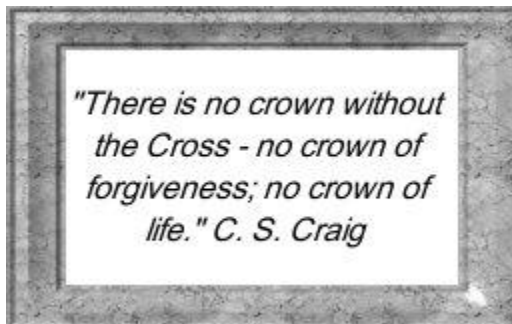 "There is no crown without
the Cross - no crown of
forgiveness; no crown of
life." C. S. Craig